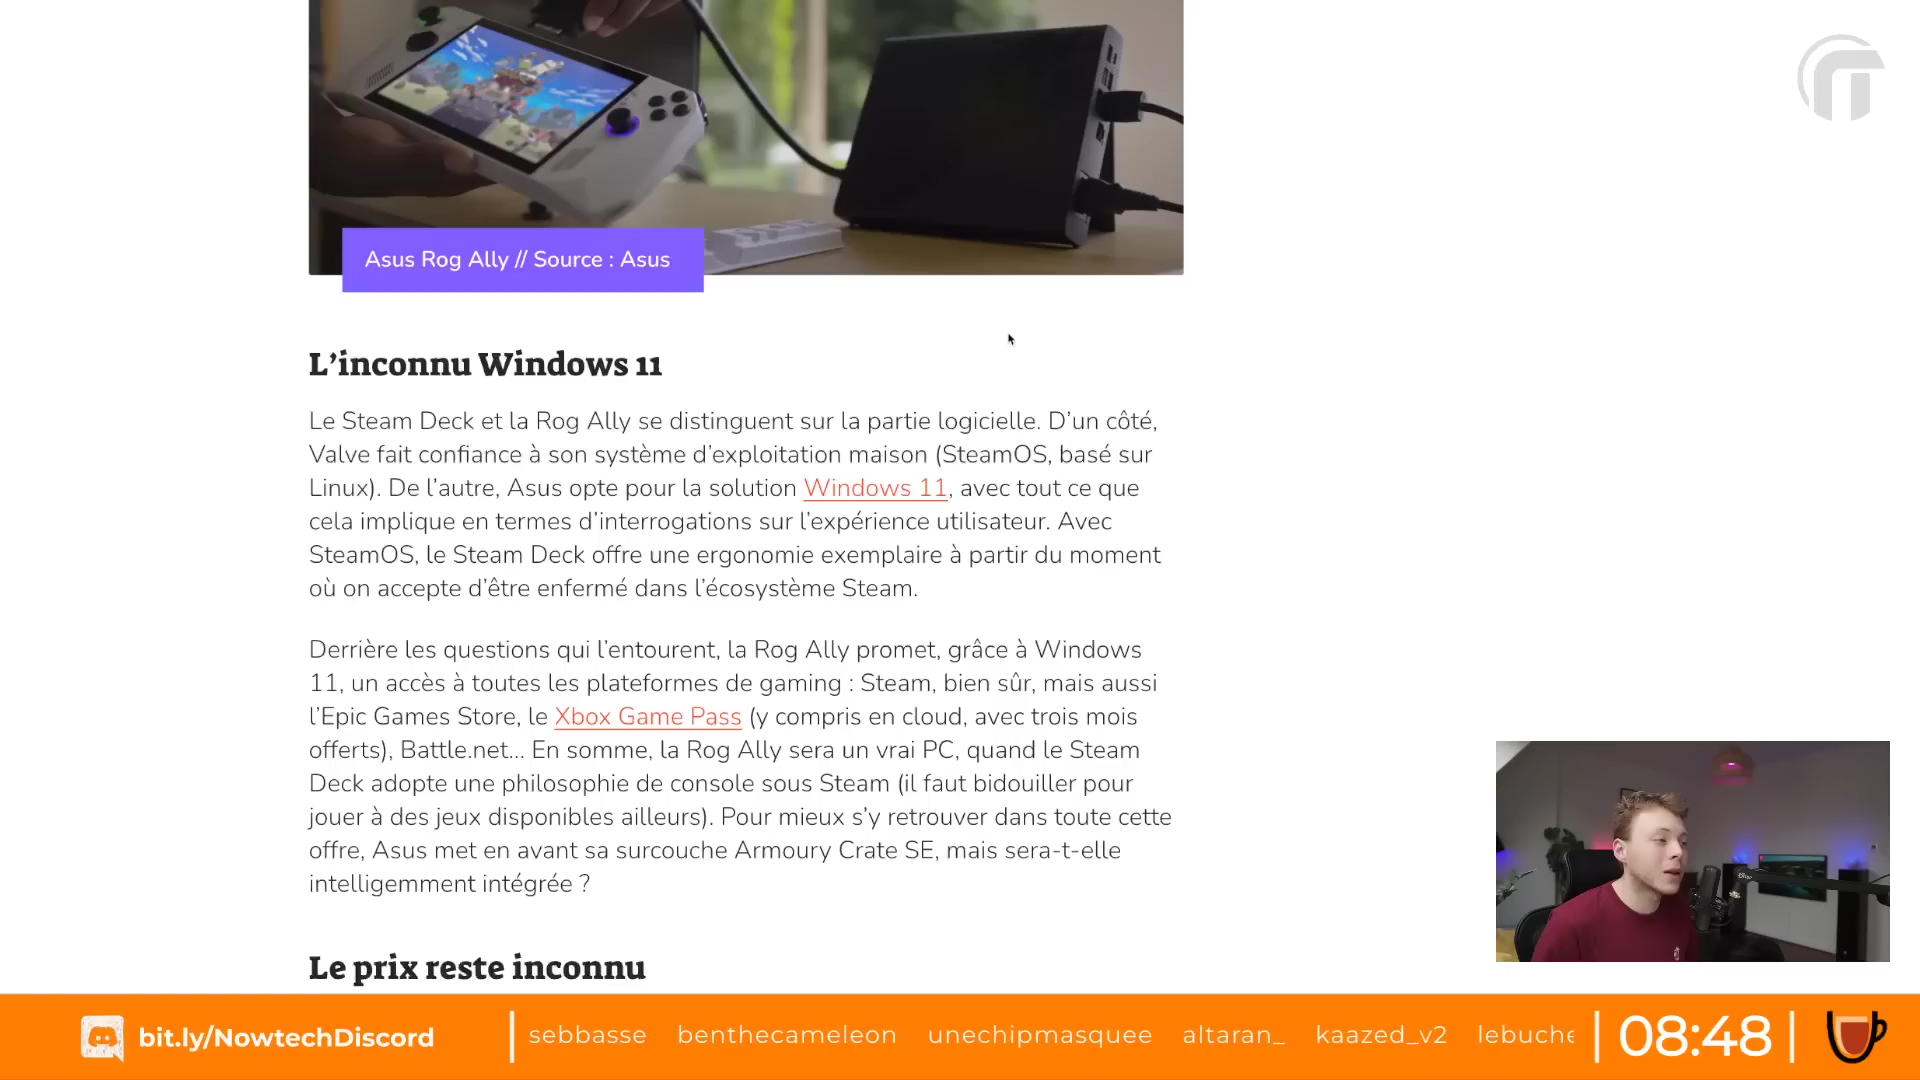 Asus Rog Ally // Source : Asus
L’inconnu Windows 11
Le Steam Deck et la Rog Ally se distinguent sur la partie logicielle. D’un côté,
Valve fait confiance à son système d’exploitation maison (SteamOS, basé sur
Linux). De l’autre, Asus opte pour la solution Windows 11, avec tout ce que
cela implique en termes d’interrogations sur l’expérience utilisateur. Avec
SteamOS, le Steam Deck offre une ergonomie exemplaire à partir du moment
où on accepte d’être enfermé dans l’écosystème Steam.
Derrière les questions qui l’entourent, la Rog Ally promet, grâce à Windows
11, un accès à toutes les plateformes de gaming : Steam, bien sûr, mais aussi
l’Epic Games Store, le Xbox Game Pass (y compris en cloud, avec trois mois
offerts), Battle.net… En somme, la Rog Ally sera un vrai PC, quand le Steam
Deck adopte une philosophie de console sous Steam (il faut bidouiller pour
jouer à des jeux disponibles ailleurs). Pour mieux s’y retrouver dans toute cette
offre, Asus met en avant sa surcouche Armoury Crate SE, mais sera-t-elle
intelligemment intégrée ?
Le prix reste inconnu
bit.ly/NowtechDiscord
sebbasse benthecameleon unechipmasquee altaran_ kaazed_v2 lebuche
08:48